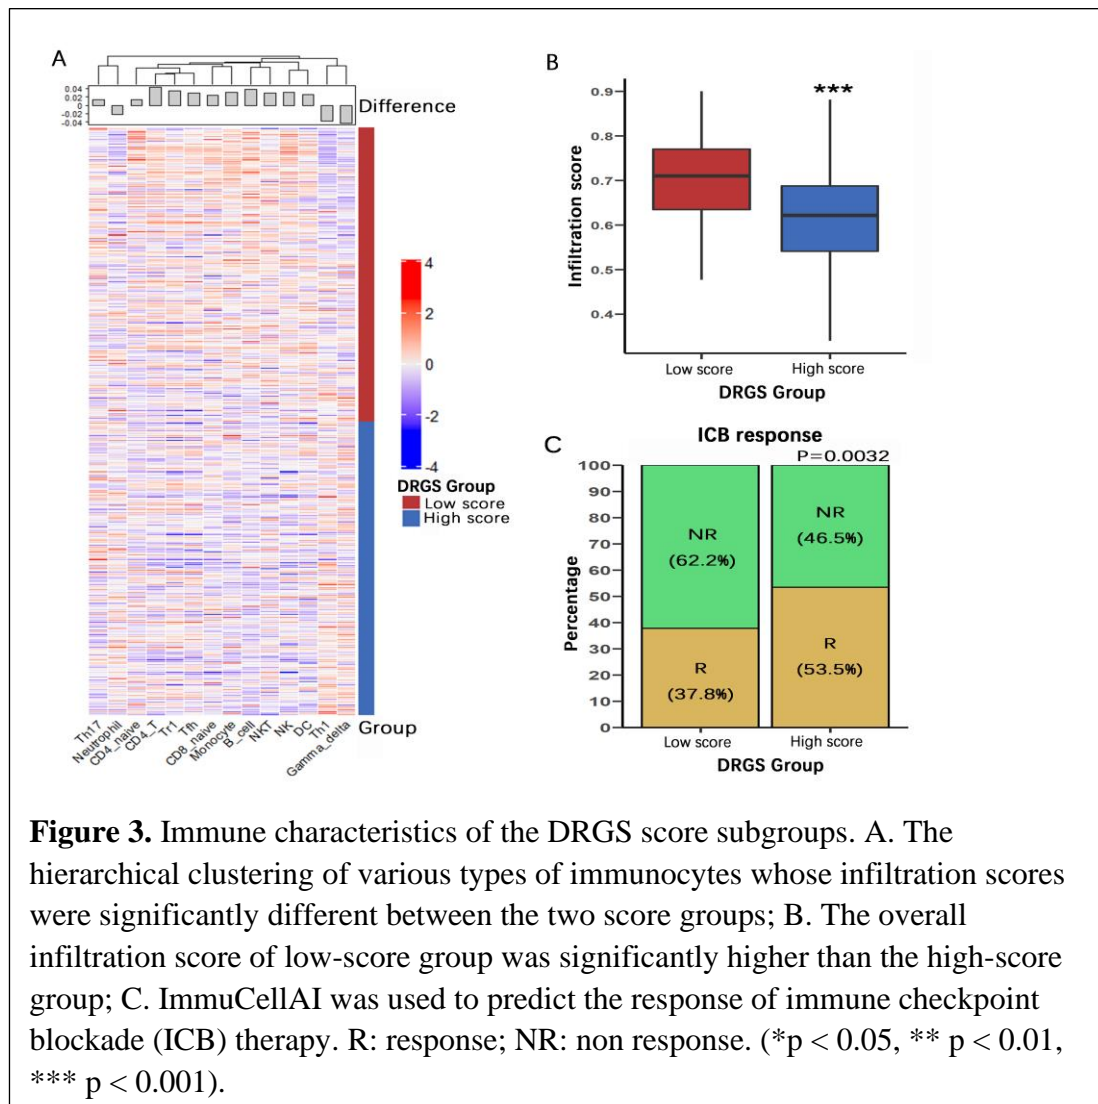 A
0.04
0.02
0
-0.02
-0.04
Difference
4
2
0
-2
-4
DRGS Group
Low score
High score
Th17
Neutrophil
CD4_naive
CD4_T
Tr1
Tfh
CD8_naive
Monocyte
B_cell
NKT
NK
DC
Th1
Gamma_delta
Group
B
***
0.9
0.8
0.7
0.6
0.5
0.4
Infiltration score
Low score
High score
DRGS Group
C
ICB response
P=0.0032
100
90
80
70
60
50
40
30
20
10
0
Percentage
NR
(62.2%)
R
(37.8%)
NR
(46.5%)
R
(53.5%)
Low score
High score
DRGS Group
Figure 3. Immune characteristics of the DRGS score subgroups. A. The
hierarchical clustering of various types of immunocytes whose infiltration scores
were significantly different between the two score groups; B. The overall
infiltration score of low-score group was significantly higher than the high-score
group; C. ImmuCellAI was used to predict the response of immune checkpoint
blockade (ICB) therapy. R: response; NR: non response. (*p < 0.05, ** p < 0.01,
*** p < 0.001).